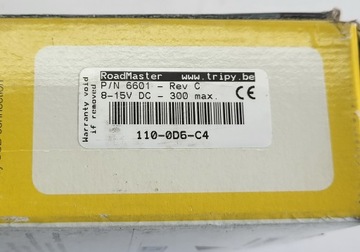 RoadMaster www.tripy.be
P/N 6601 - Rev C
8-15V DC - 300 max.
CE
Warranty void
if removed
110-0D6-C4